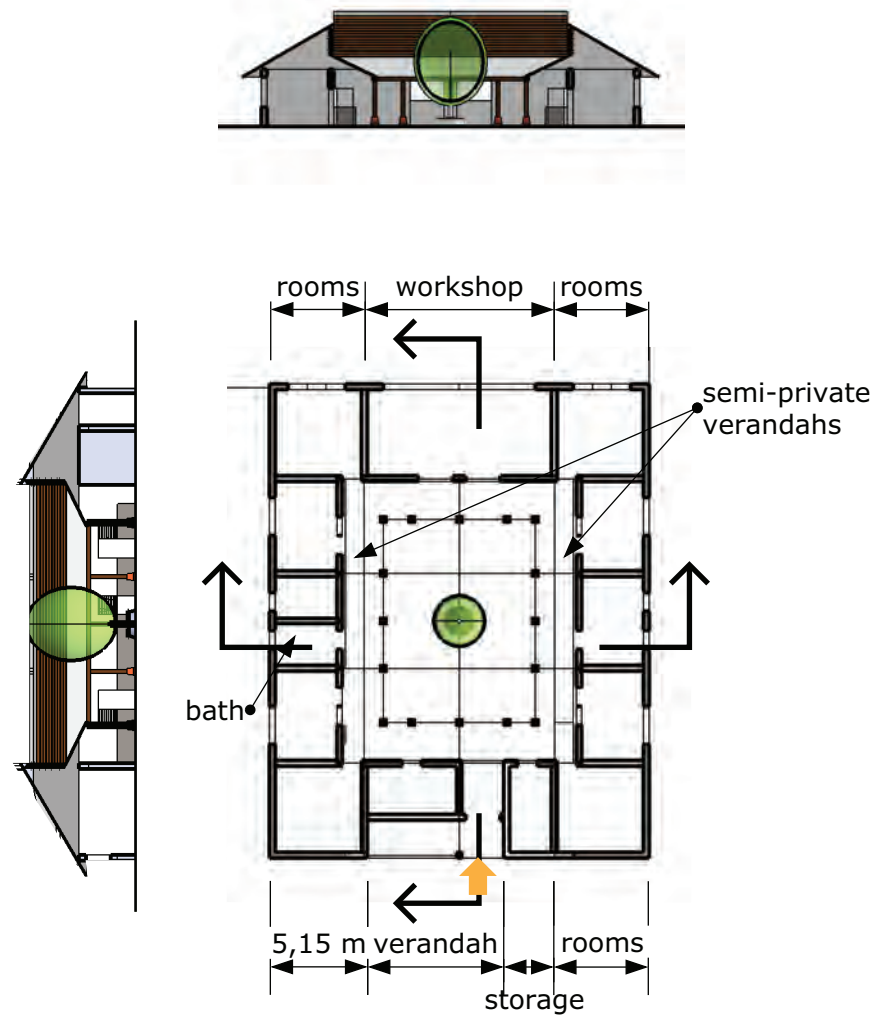 rooms workshop rooms
semi-private
verandahs
bath
5,15 m verandah rooms
storage